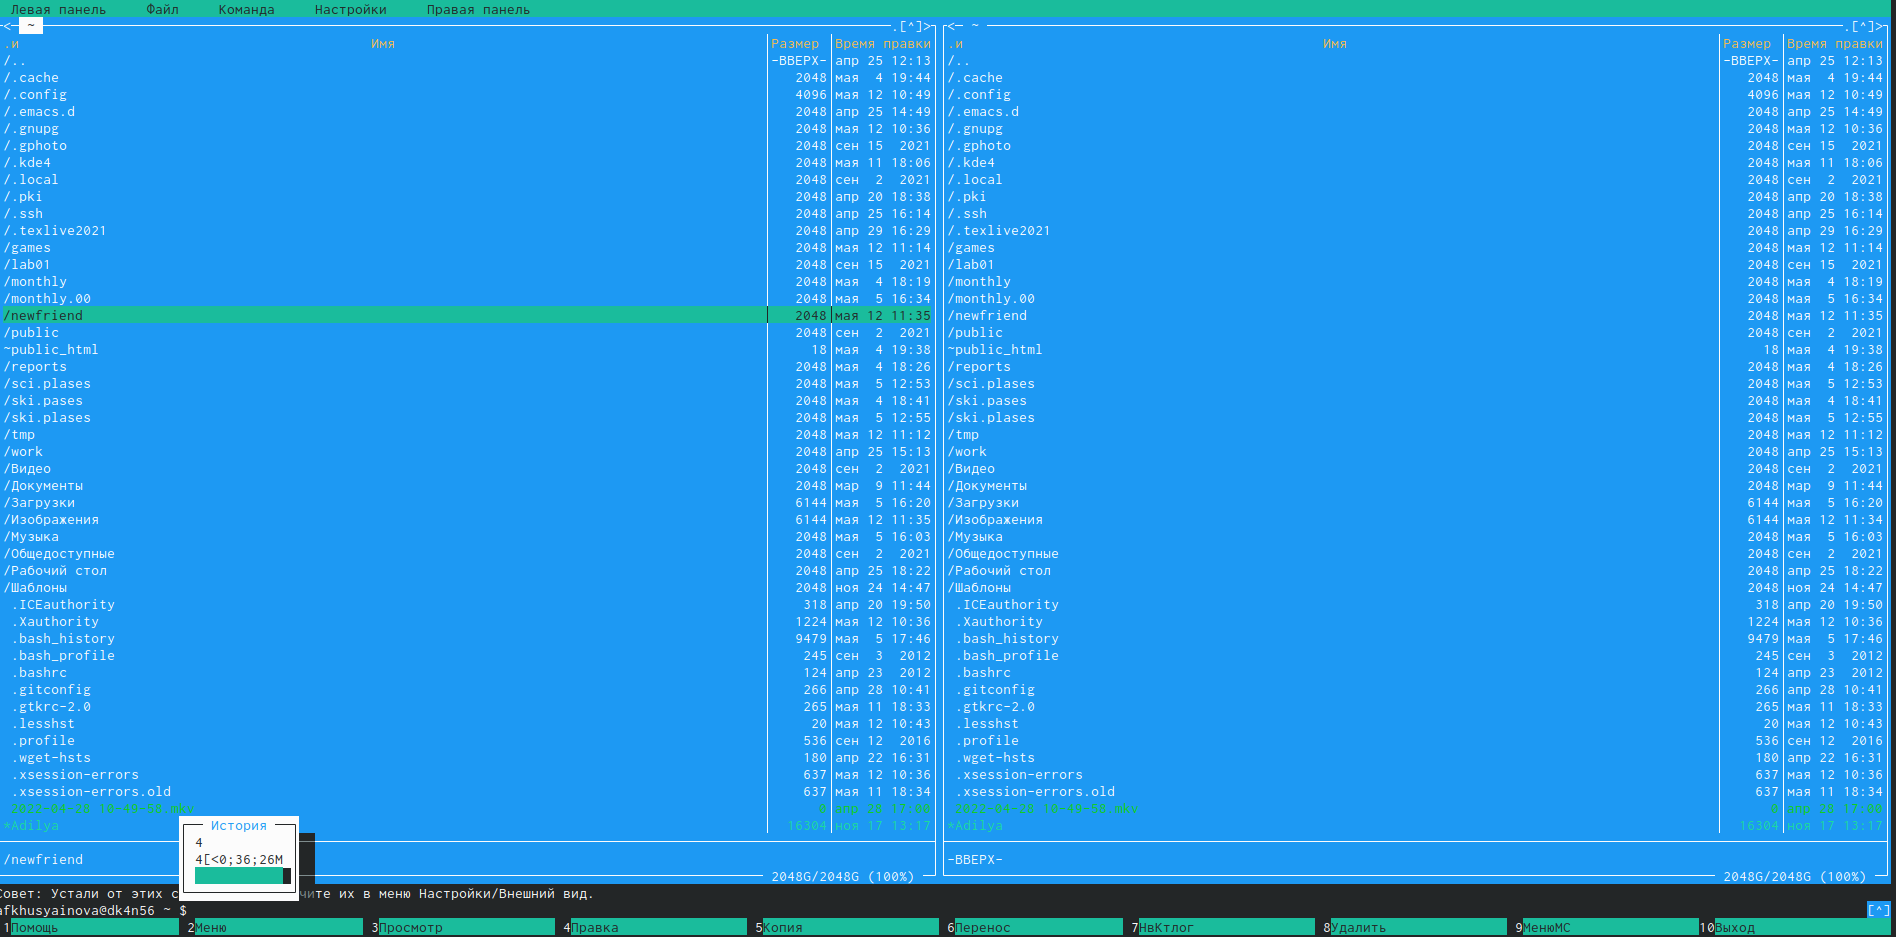 Левая панель Файл Команда Настройки Правая панель
<─ ~ .[^]> <─ ~ .[^]>
.и Имя Размер Время правки .и Имя Размер Время правки
/.. -ВВЕРХ- апр 25 12:13 /.. -ВВЕРХ- апр 25 12:13
/.cache 2048 мая 4 19:44 /.cache 2048 мая 4 19:44
/.config 4096 мая 12 10:49 /.config 4096 мая 12 10:49
/.emacs.d 2048 апр 25 14:49 /.emacs.d 2048 апр 25 14:49
/.gnupg 2048 мая 12 10:36 /.gnupg 2048 мая 12 10:36
/.gphoto 2048 сен 15 2021 /.gphoto 2048 сен 15 2021
/.kde4 2048 мая 11 18:06 /.kde4 2048 мая 11 18:06
/.local 2048 сен 2 2021 /.local 2048 сен 2 2021
/.pki 2048 апр 20 18:38 /.pki 2048 апр 20 18:38
/.ssh 2048 апр 25 16:14 /.ssh 2048 апр 25 16:14
/.texlive2021 2048 апр 29 16:29 /.texlive2021 2048 апр 29 16:29
/games 2048 мая 12 11:14 /games 2048 мая 12 11:14
/lab01 2048 сен 15 2021 /lab01 2048 сен 15 2021
/monthly 2048 мая 4 18:19 /monthly 2048 мая 4 18:19
/monthly.00 2048 мая 5 16:34 /monthly.00 2048 мая 5 16:34
/newfriend 2048 мая 12 11:35 /newfriend 2048 мая 12 11:35
/public 2048 сен 2 2021 /public 2048 сен 2 2021
~public_html 18 мая 4 19:38 ~public_html 18 мая 4 19:38
/reports 2048 мая 4 18:26 /reports 2048 мая 4 18:26
/sci.plases 2048 мая 5 12:53 /sci.plases 2048 мая 5 12:53
/ski.pases 2048 мая 4 18:41 /ski.pases 2048 мая 4 18:41
/ski.plases 2048 мая 5 12:55 /ski.plases 2048 мая 5 12:55
/tmp 2048 мая 12 11:12 /tmp 2048 мая 12 11:12
/work 2048 апр 25 15:13 /work 2048 апр 25 15:13
/Видео 2048 сен 2 2021 /Видео 2048 сен 2 2021
/Документы 2048 мар 9 11:44 /Документы 2048 мар 9 11:44
/Загрузки 6144 мая 5 16:20 /Загрузки 6144 мая 5 16:20
/Изображения 6144 мая 12 11:35 /Изображения 6144 мая 12 11:34
/Музыка 2048 мая 5 16:03 /Музыка 2048 мая 5 16:03
/Общедоступные 2048 сен 2 2021 /Общедоступные 2048 сен 2 2021
/Рабочий стол 2048 апр 25 18:22 /Рабочий стол 2048 апр 25 18:22
/Шаблоны 2048 ноя 24 14:47 /Шаблоны 2048 ноя 24 14:47
.ICEauthority 318 апр 20 19:50 .ICEauthority 318 апр 20 19:50
.Xauthority 1224 мая 12 10:36 .Xauthority 1224 мая 12 10:36
.bash_history 9479 мая 5 17:46 .bash_history 9479 мая 5 17:46
.bash_profile 245 сен 3 2012 .bash_profile 245 сен 3 2012
.bashrc 124 апр 23 2012 .bashrc 124 апр 23 2012
.gitconfig 266 апр 28 10:41 .gitconfig 266 апр 28 10:41
.gtkrc-2.0 265 мая 11 18:33 .gtkrc-2.0 265 мая 11 18:33
.lesshst 20 мая 12 10:43 .lesshst 20 мая 12 10:43
.profile 536 сен 12 2016 .profile 536 сен 12 2016
.wget-hsts 180 апр 22 16:31 .wget-hsts 180 апр 22 16:31
.xsession-errors 637 мая 12 10:36 .xsession-errors 637 мая 12 10:36
.xsession-errors.old 637 мая 11 18:34 .xsession-errors.old 637 мая 11 18:34
*Adilya 16304 ноя 17 13:17 *Adilya 16304 ноя 17 13:17
История
4
4[<0;36;26M
/newfriend -ВВЕРХ-
2048G/2048G (100%) 2048G/2048G (100%)
Совет: Устали от этих с чите их в меню Настройки/Внешний вид.
afkhusyainova@dk4n56 ~ $ [^]
1Помощь 2Меню 3Просмотр 4Правка 5Копия 6Перенос 7НвКтлог 8Удалить 9МенюMC 10Выход